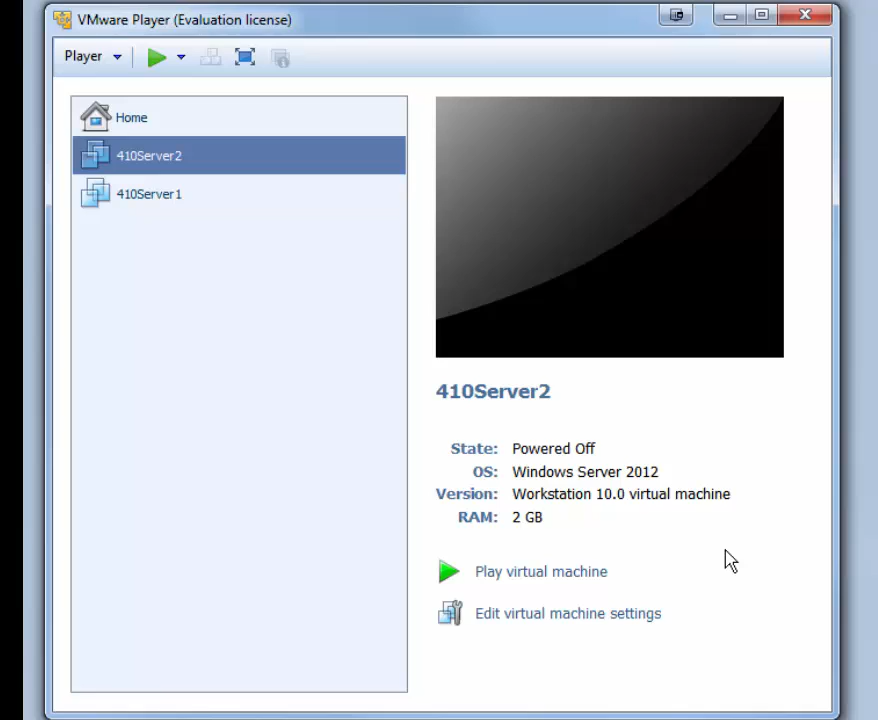 VMware Player (Evaluation license)
Player
Home
410Server2
410Server1
410Server2
State: Powered Off
OS: Windows Server 2012
Version: Workstation 10.0 virtual machine
RAM: 2 GB
Play virtual machine
Edit virtual machine settings